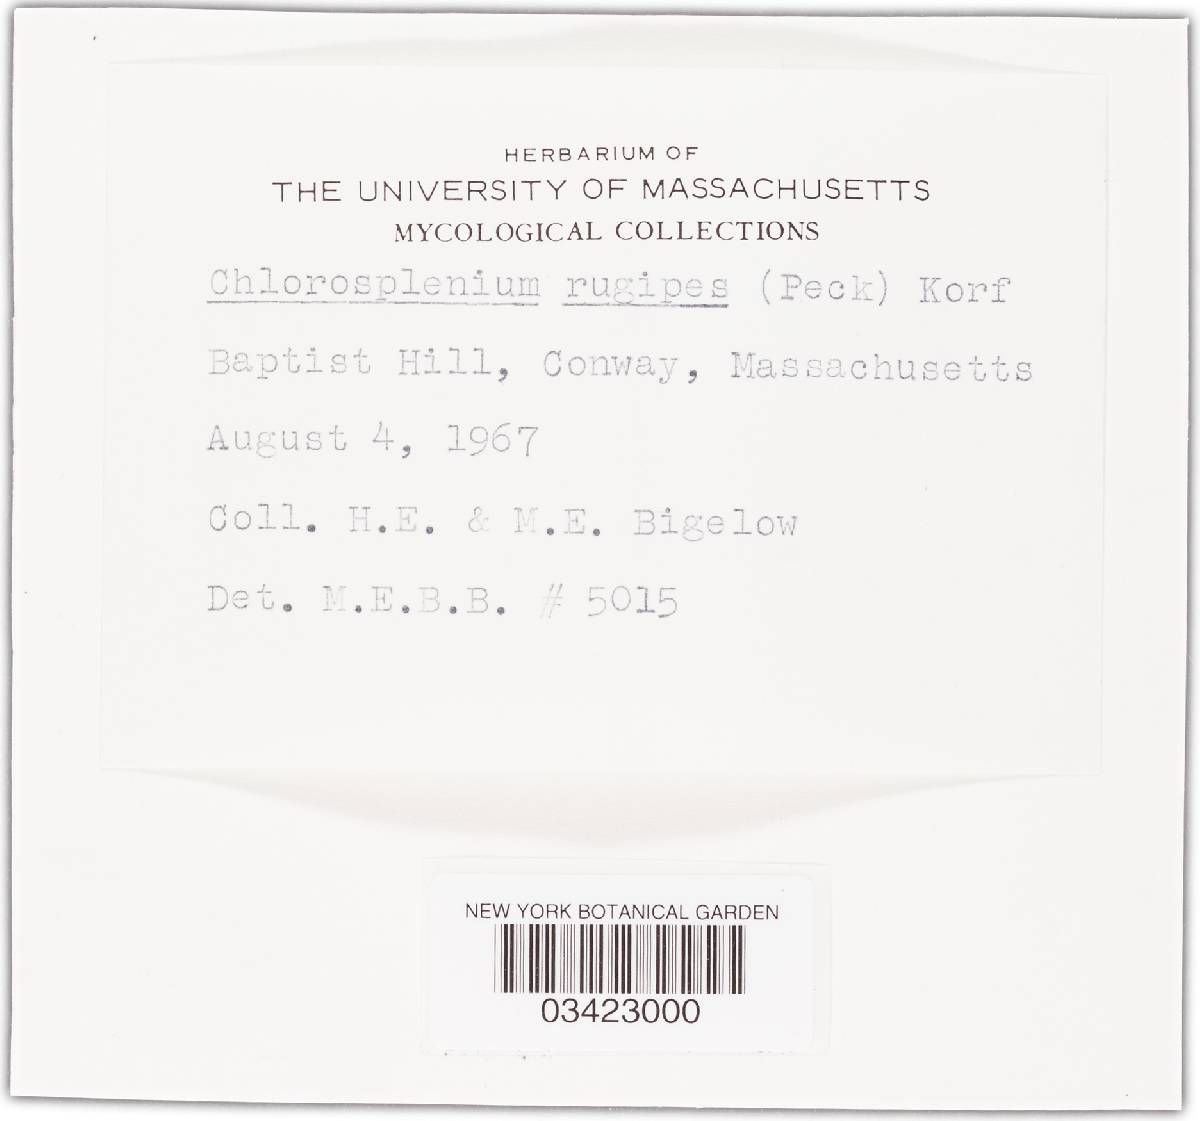 HERBARIUM OF
THE UNIVERSITY OF MASSACHUSETTS
MYCOLOGICAL COLLECTIONS
Chlorosplenium rugipes (Peck) Korf
Baptist Hill, Conway, Massachusetts
August 4, 1967
Coll. H.E. & M.E. Bigelow
Det. M.E.B.B. # 5015
NEW YORK BOTANICAL GARDEN
03423000